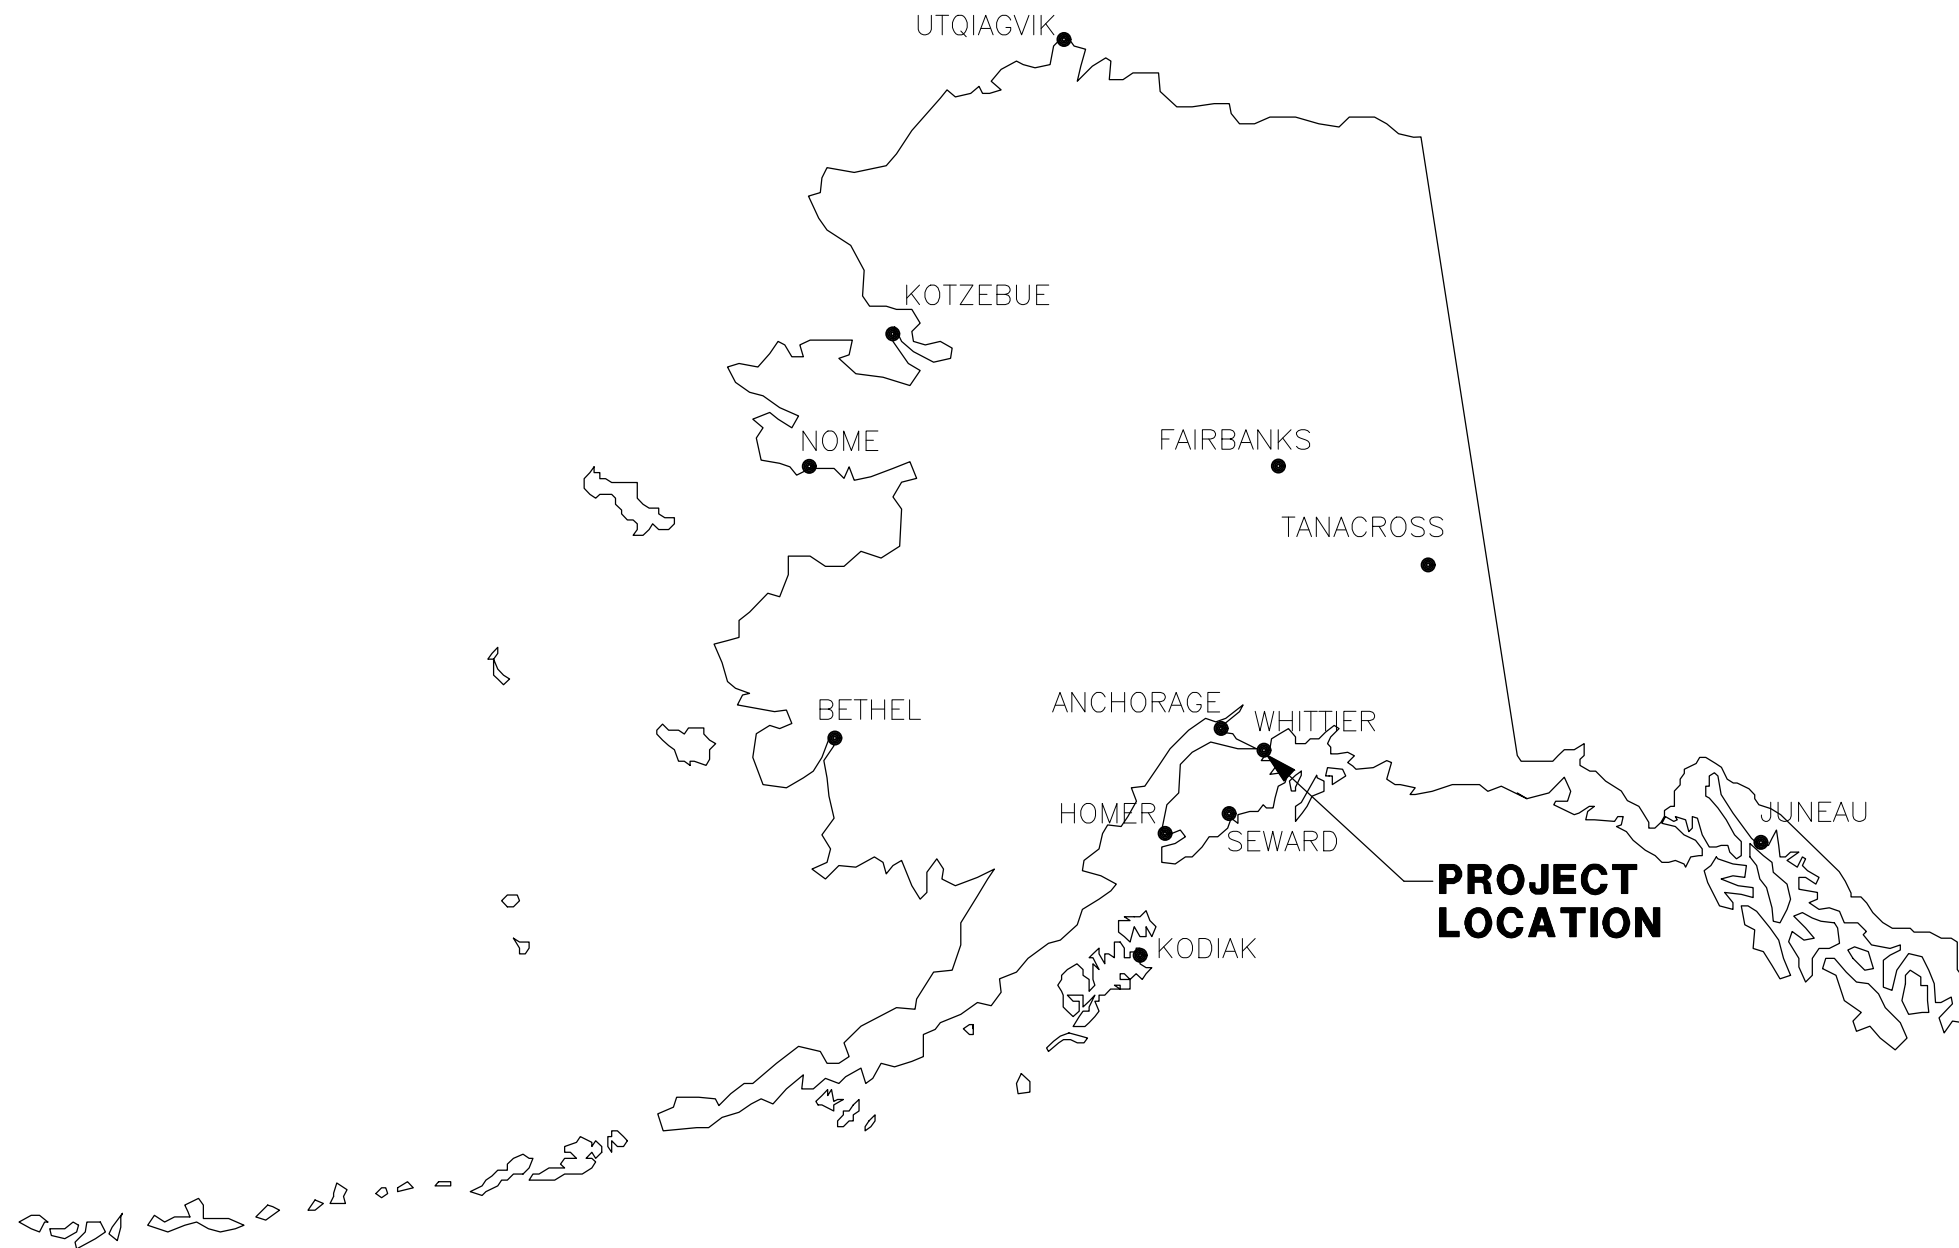 UTQIAGVIK
KOTZEBUE
NOME
FAIRBANKS
TANACROSS
BETHEL
ANCHORAGE
WHITTIER
HOMER
SEWARD
JUNEAU
PROJECT
LOCATION
KODIAK